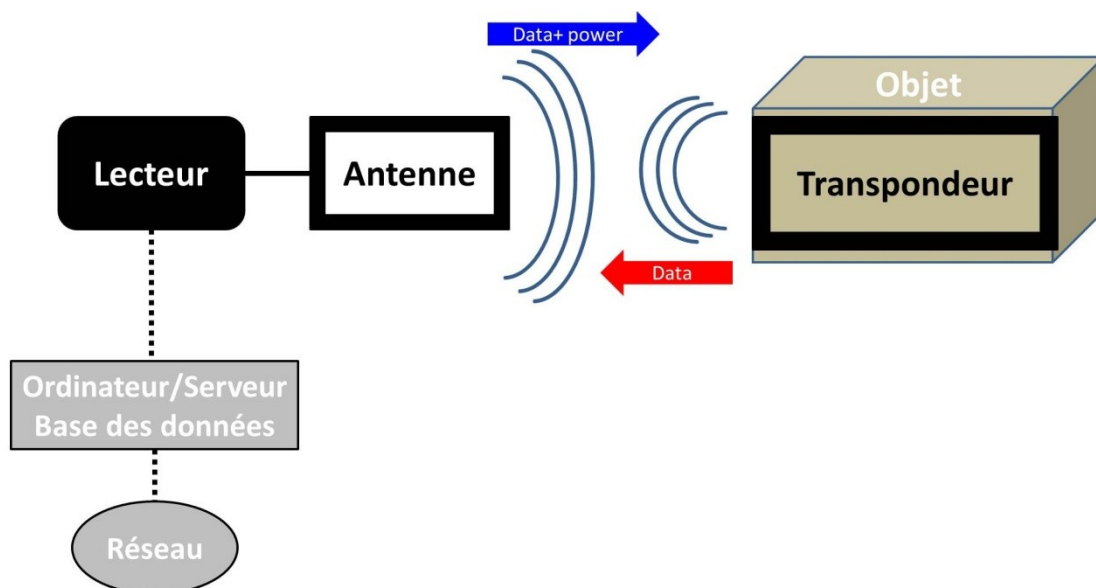 Data+ power
Objet
Lecteur
Antenne
Transpondeur
Data
Ordinateur/Serveur
Base des données
Réseau